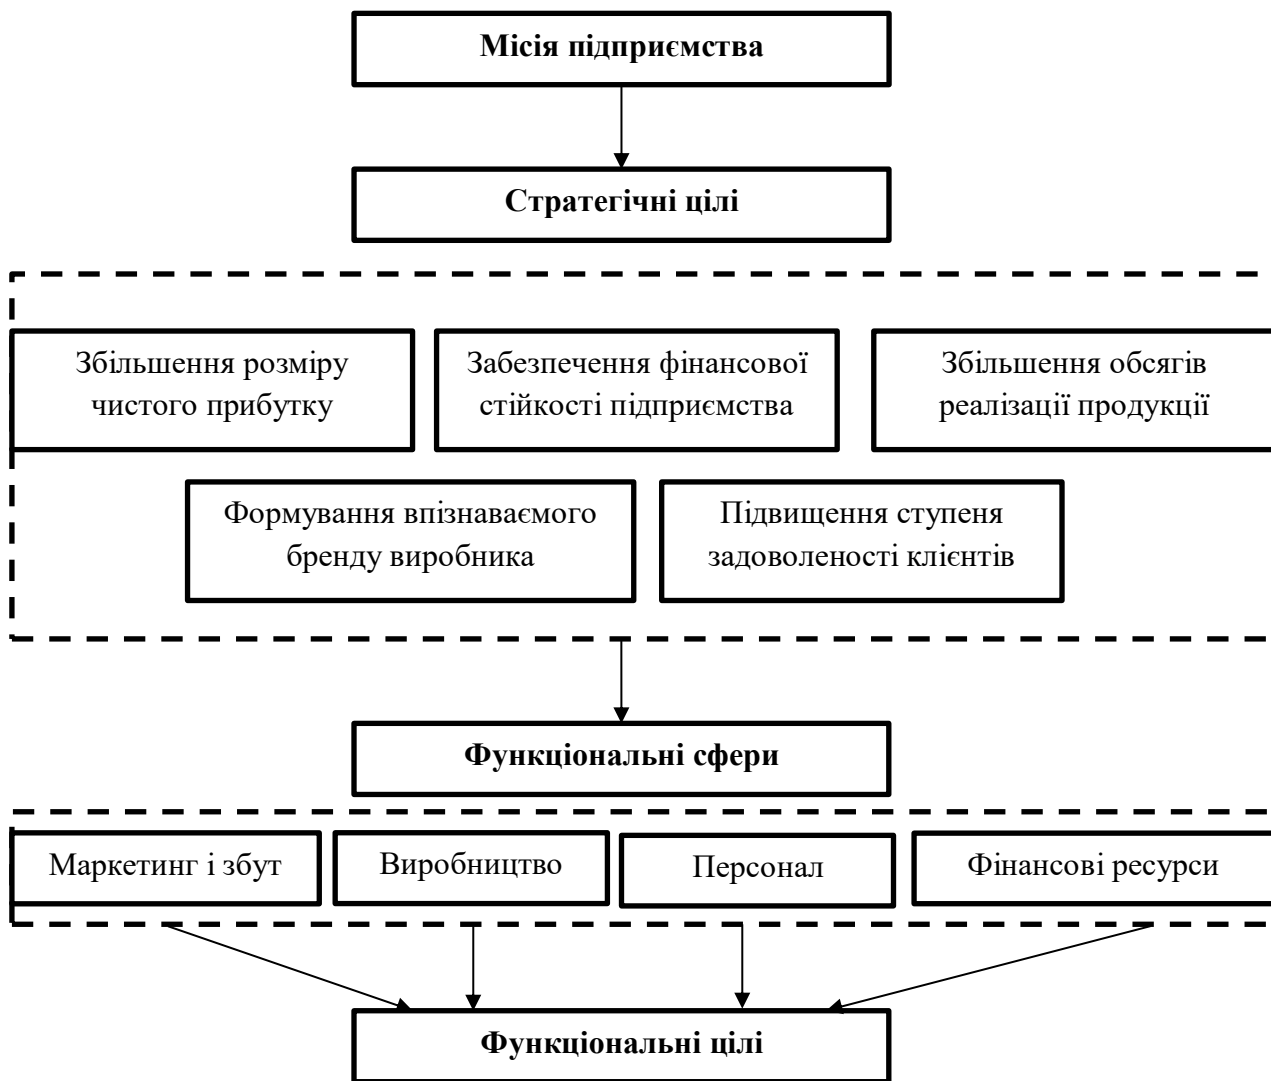 Місія підприємства
Стратегічні цілі
Збільшення розміру
чистого прибутку
Забезпечення фінансової
стійкості підприємства
Збільшення обсягів
реалізації продукції
Формування впізнаваємого
бренду виробника
Підвищення ступеня
задоволеності клієнтів
Функціональні сфери
Маркетинг і збут
Виробництво
Персонал
Фінансові ресурси
Функціональні цілі